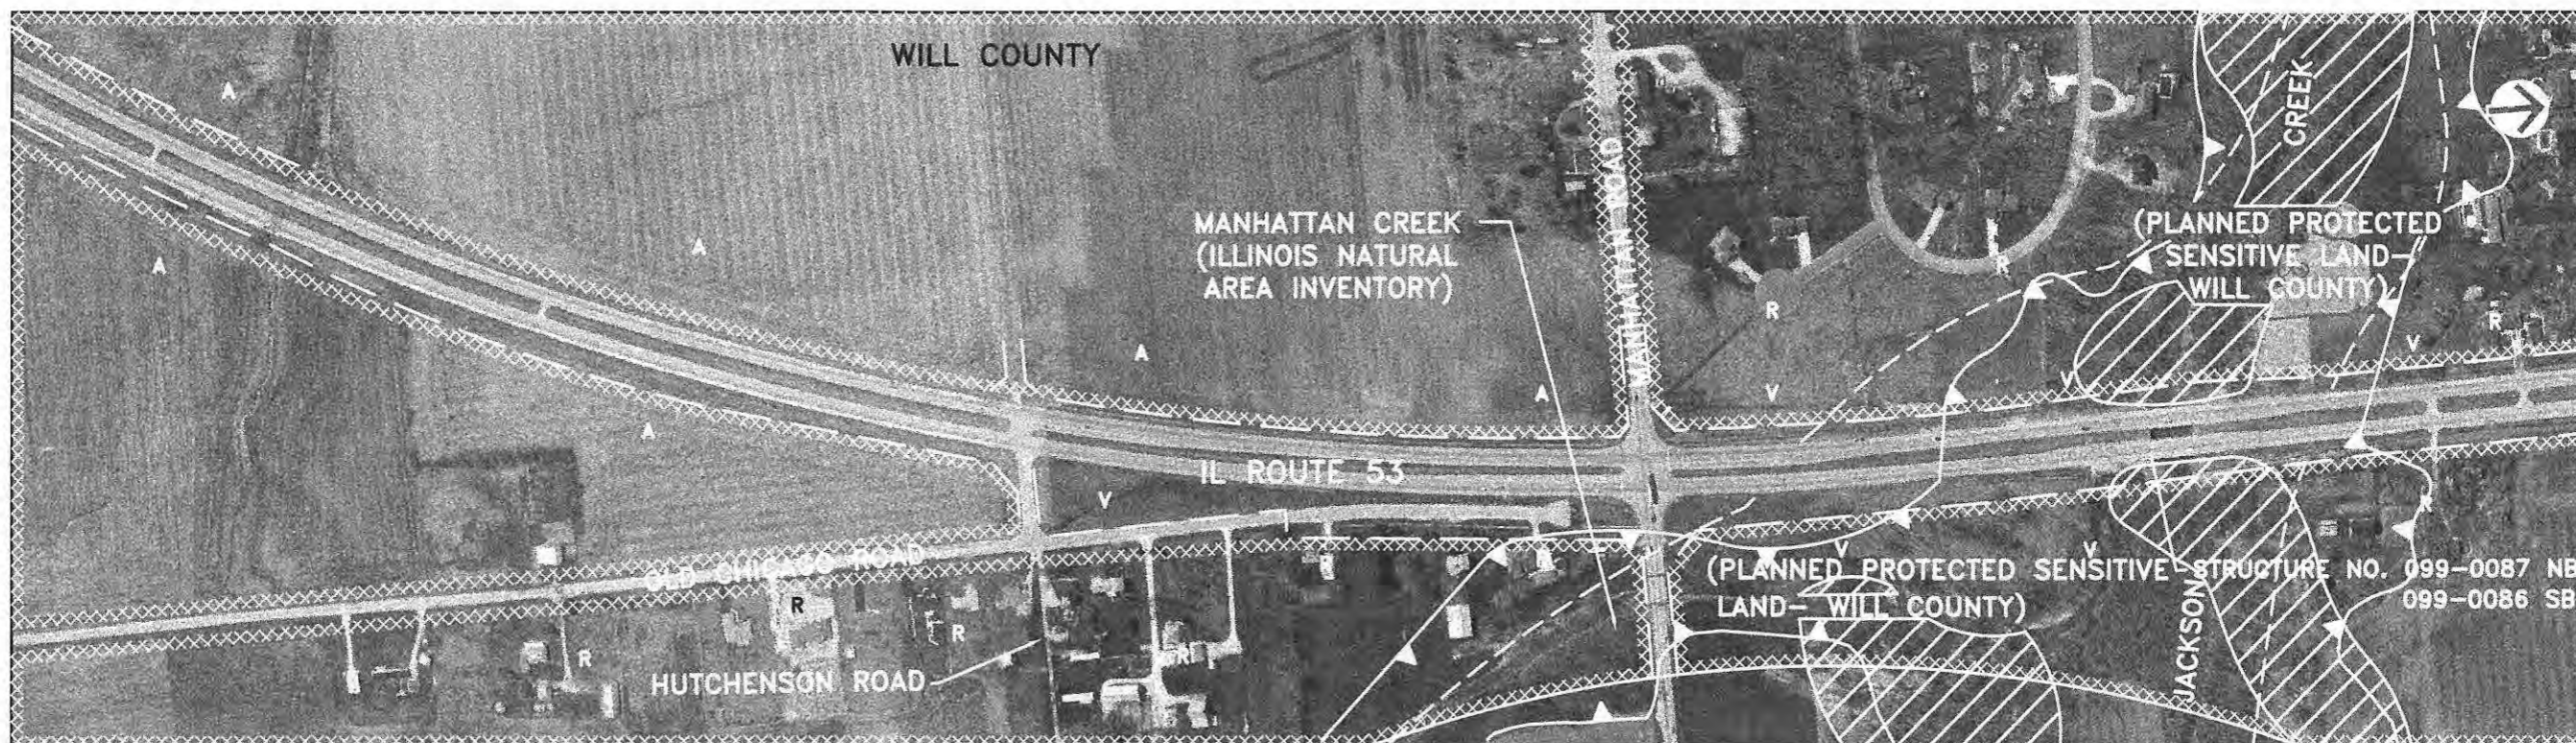 WILL COUNTY
A
CREEK
MANHATTAN ROAD
MANHATTAN CREEK
(ILLINOIS NATURAL
AREA INVENTORY)
(PLANNED PROTECTED
SENSITIVE LAND-
WILL COUNTY)
A
A
R
R
R
A
A
V
V
V
A
IL ROUTE 53
V
R
OLD CHICAGO ROAD
V
V
R
(PLANNED PROTECTED SENSITIVE
LAND- WILL COUNTY)
STRUCTURE NO. 099-0087 NB
099-0086 SB
R
R
R
R
R
HUTCHENSON ROAD
JACKSON